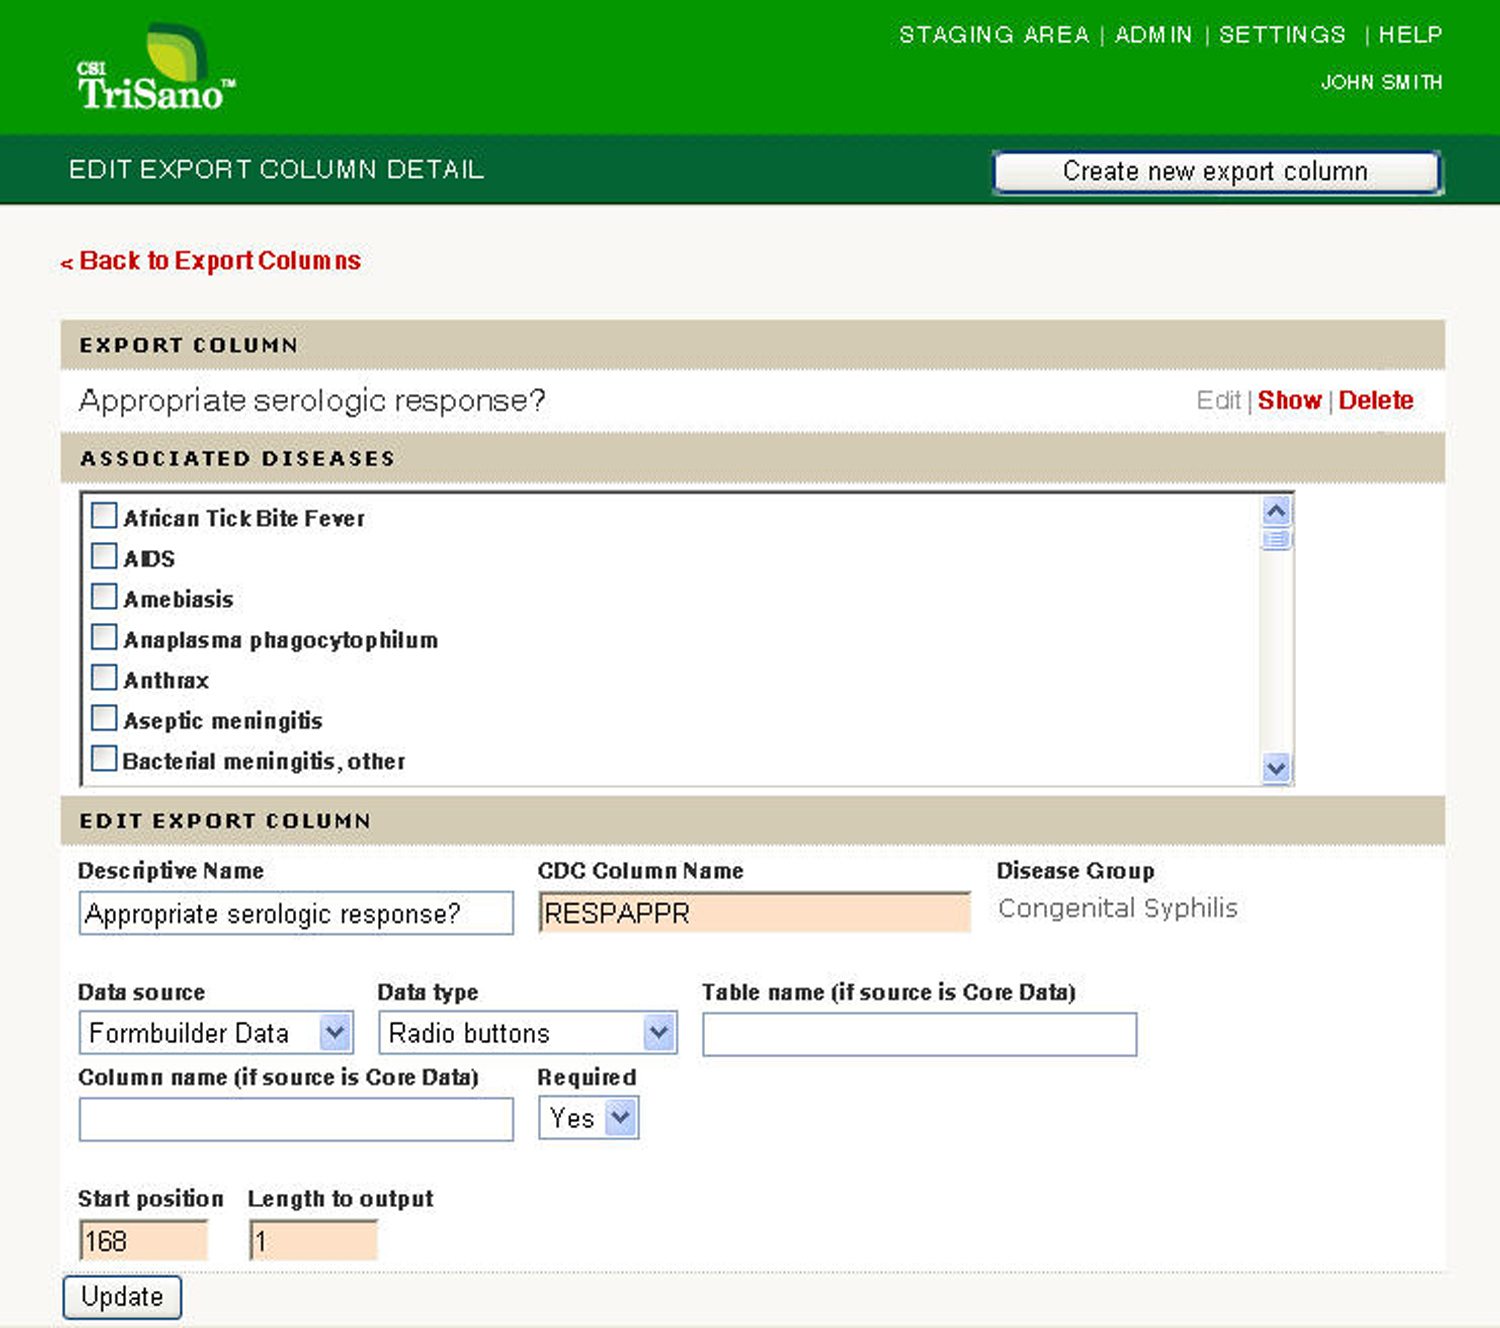 STAGING AREA | ADMIN | SETTINGS | HELP
CSI
TriSano™
JOHN SMITH
EDIT EXPORT COLUMN DETAIL
Create new export column
< Back to Export Columns
EXPORT COLUMN
Appropriate serologic response?
Edit | Show | Delete
ASSOCIATED DISEASES
African Tick Bite Fever
AIDS
Amebiasis
Anaplasma phagocytophilum
Anthrax
Aseptic meningitis
Bacterial meningitis, other
EDIT EXPORT COLUMN
Descriptive Name CDC Column Name Disease Group
Appropriate serologic response? RESPAPPR Congenital Syphilis
Data source Data type Table name (if source is Core Data)
Formbuilder Data Radio buttons
Column name (if source is Core Data) Required
Yes
Start position Length to output
168 1
Update